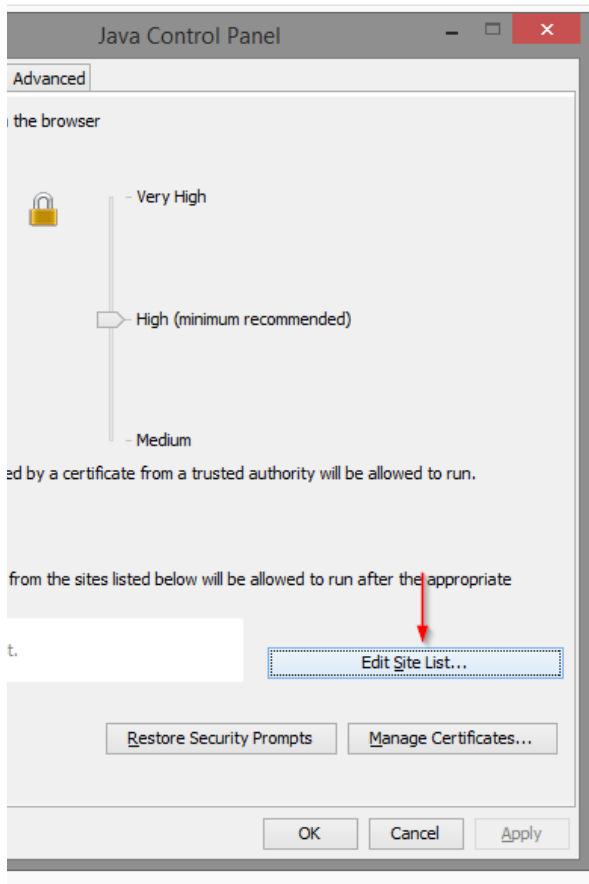 Java Control Panel
Advanced
the browser
Very High
High (minimum recommended)
Medium
ed by a certificate from a trusted authority will be allowed to run.
from the sites listed below will be allowed to run after the appropriate
t.
Edit Site List...
Restore Security Prompts
Manage Certificates...
OK
Cancel
Apply